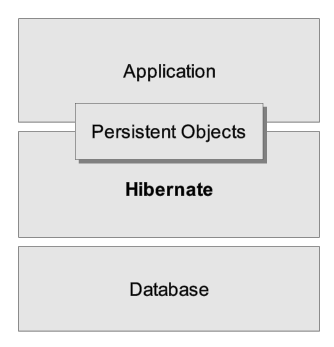 Application
Persistent Objects
Hibernate
Database